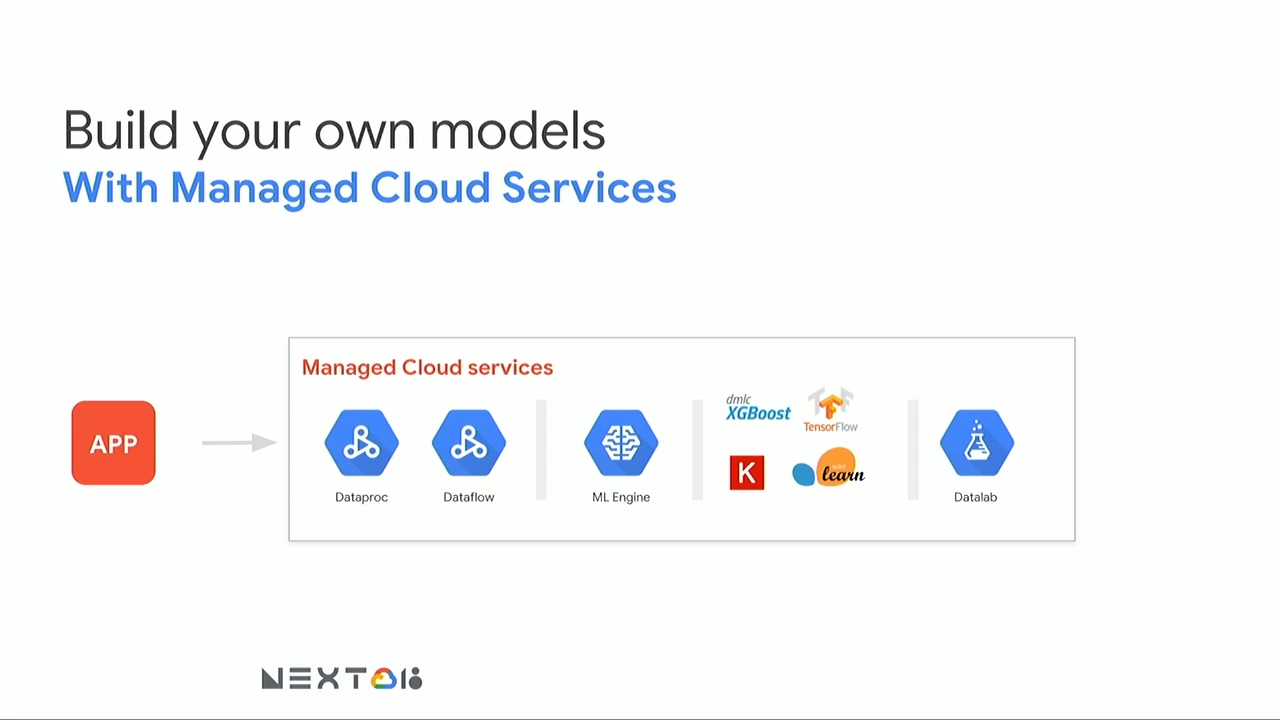 Build your own models
With Managed Cloud Services
Managed Cloud services
APP
Dataproc
Dataflow
ML Engine
dmlc
XGBoost
TensorFlow
K
learn
Datalab
NEXT 18